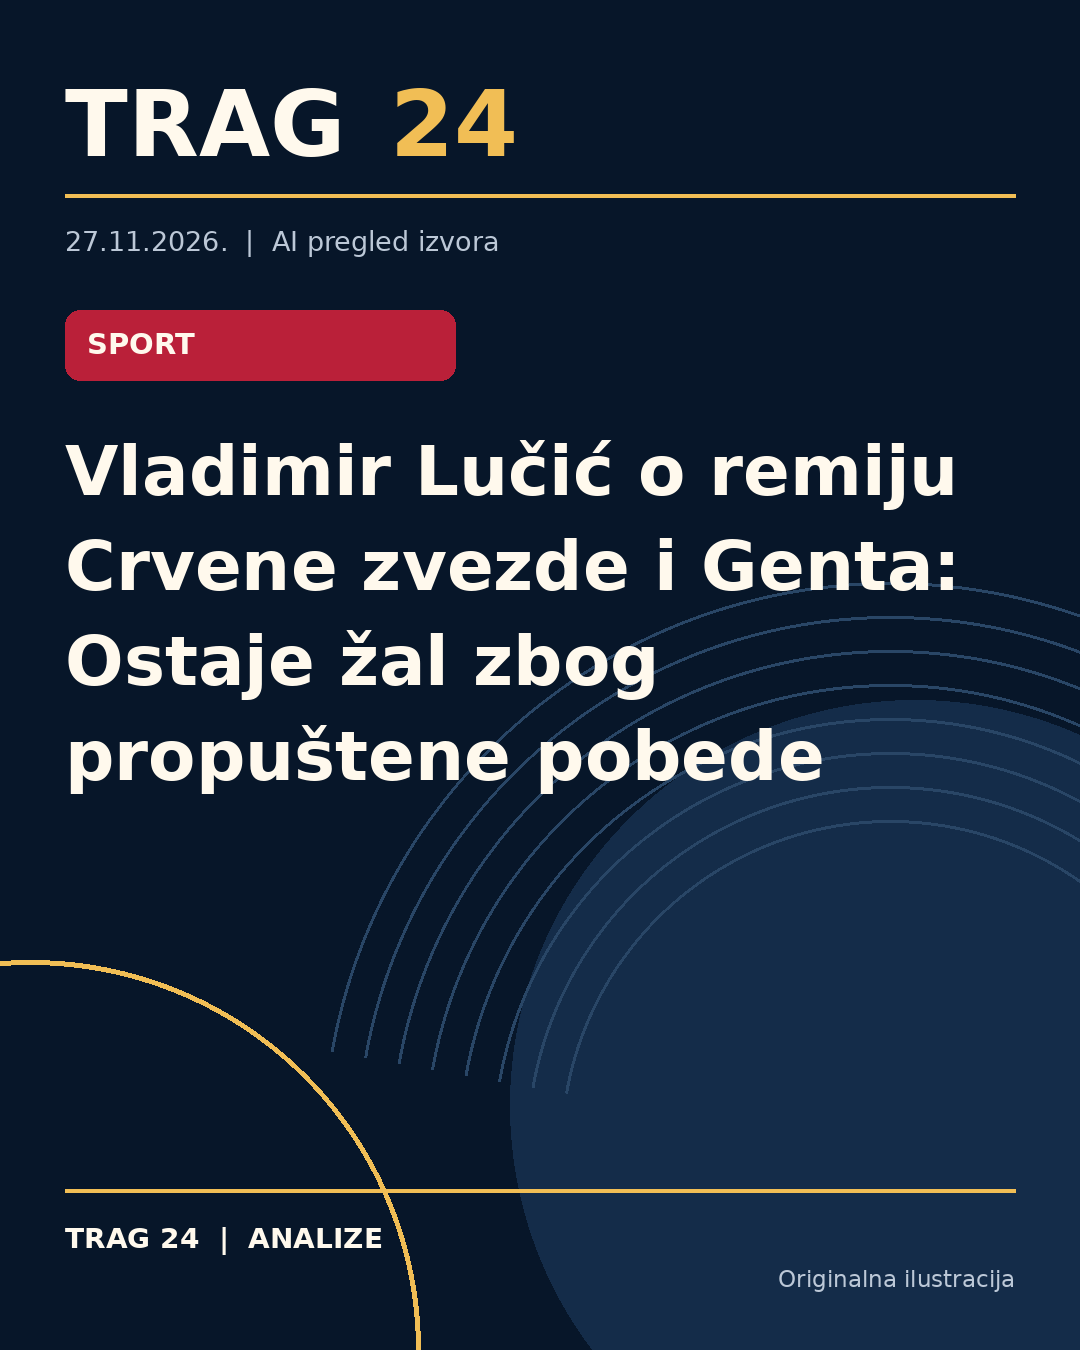 TRAG 24
27.11.2026. | AI pregled izvora
SPORT
Vladimir Lučić o remiju
Crvene zvezde i Genta:
Ostaje žal zbog
propuštene pobede
TRAG 24 | ANALIZE
Originalna ilustracija